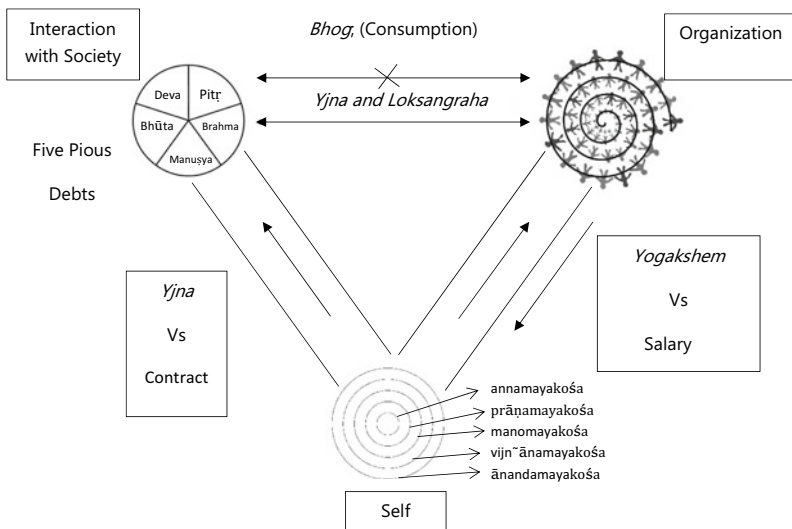 Interaction
with Society
Bhog; (Consumption)
Organization
Deva
Pitṛ
Bhūta
Brahma
Manuṣya
Yjna and Loksangraha
Five Pious
Debts
Yjna
Vs
Contract
Yogakshem
Vs
Salary
annamayakośa
prāṇamayakośa
manomayakośa
vijn˜ānamayakośa
ānandamayakośa
Self